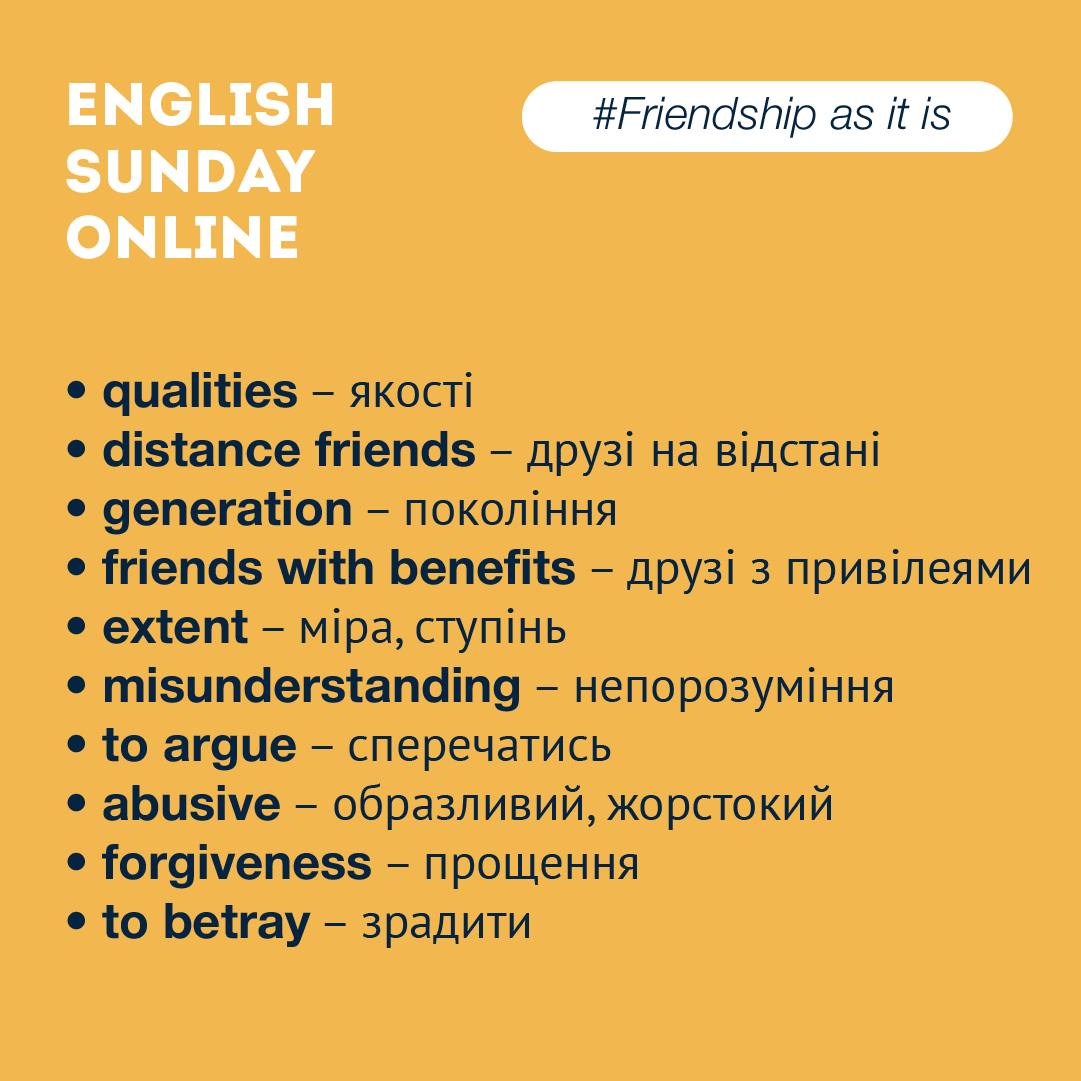 ENGLISH
SUNDAY
ONLINE
#Friendship as it is
• qualities – якості
• distance friends – друзі на відстані
• generation – покоління
• friends with benefits – друзі з привілеями
• extent – міра, ступінь
• misunderstanding – непорозуміння
• to argue – сперечатись
• abusive – образливий, жорстокий
• forgiveness – прощення
• to betray – зрадити